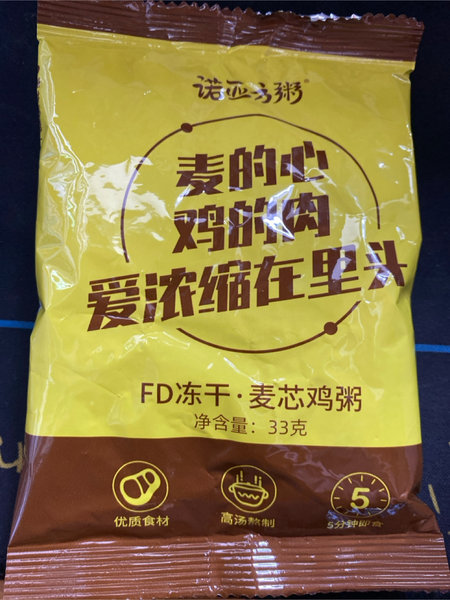 诺亚方粥®
麦的心
鸡的肉
爱浓缩在里头
FD冻干·麦芯鸡粥
净含量：33克
优质食材
高汤熬制
5
5分钟即食